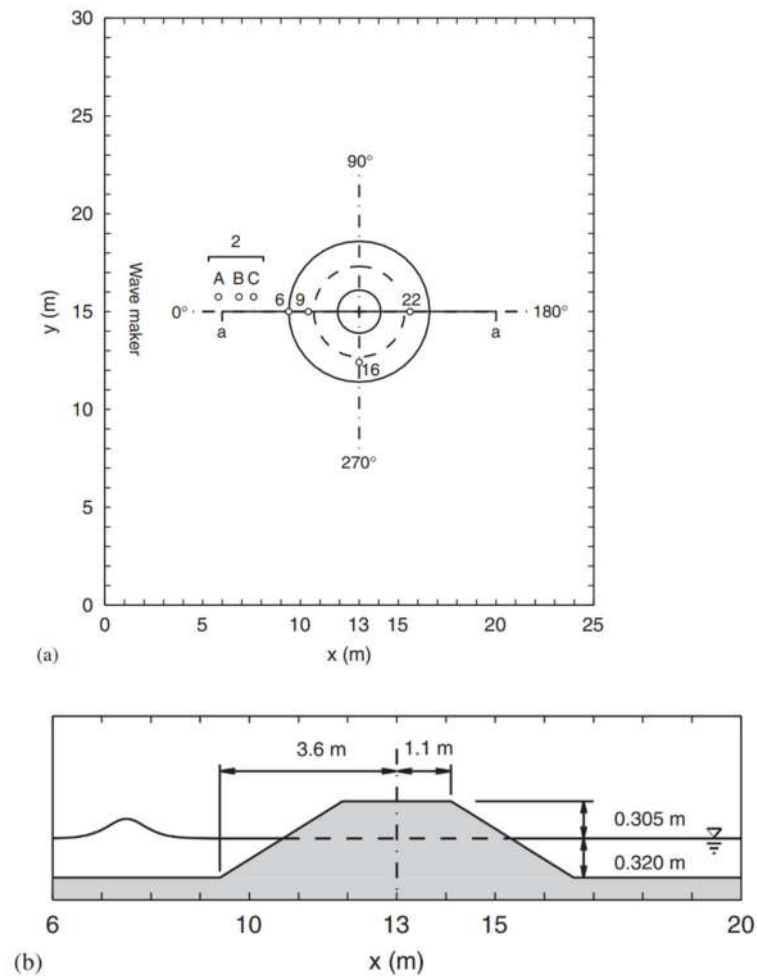 30
25
20
15
10
5
0
y (m)
90°
2
A B C
Wave maker
0°
6 9
22
180°
a
a
16
270°
0 5 10 13 15 20 25
(a)
x (m)
3.6 m
1.1 m
0.305 m
0.320 m
6 10 13 15 20
(b)
x (m)